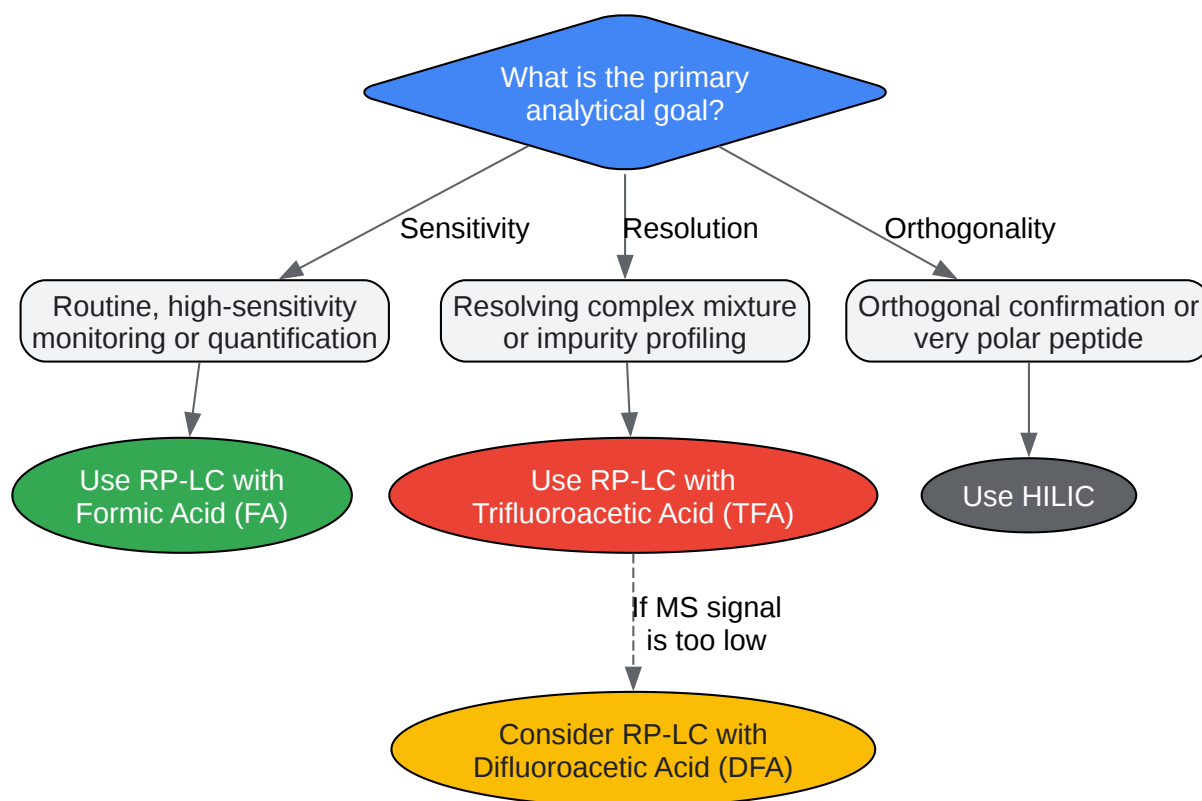 What is the primary
analytical goal?
Sensitivity
Resolution
Orthogonality
Routine, high-sensitivity
monitoring or quantification
Resolving complex mixture
or impurity profiling
Orthogonal confirmation or
very polar peptide
Use RP-LC with
Formic Acid (FA)
Use RP-LC with
Trifluoroacetic Acid (TFA)
Use HILIC
If MS signal
is too low
Consider RP-LC with
Difluoroacetic Acid (DFA)